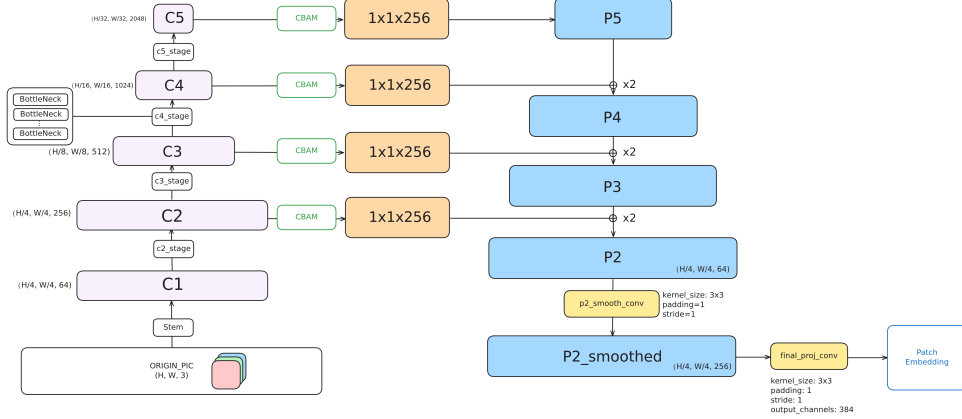 (H/32, W/32, 2048)
C5
CBAM
1x1x256
P5
c5_stage
(H/16, W/16, 1024)
C4
CBAM
1x1x256
x2
BottleNeck
BottleNeck
BottleNeck
c4_stage
P4
(H/8, W/8, 512)
C3
CBAM
1x1x256
x2
c3_stage
P3
(H/4, W/4, 256)
C2
CBAM
1x1x256
x2
c2_stage
P2
(H/4, W/4, 64)
(H/4, W/4, 64)
C1
p2_smooth_conv
kernel_size: 3x3
padding=1
stride=1
Stem
P2_smoothed
(H/4, W/4, 256)
final_proj_conv
Patch
Embedding
ORIGIN_PIC
(H, W, 3)
kernel_size: 3x3
padding: 1
stride: 1
output_channels: 384